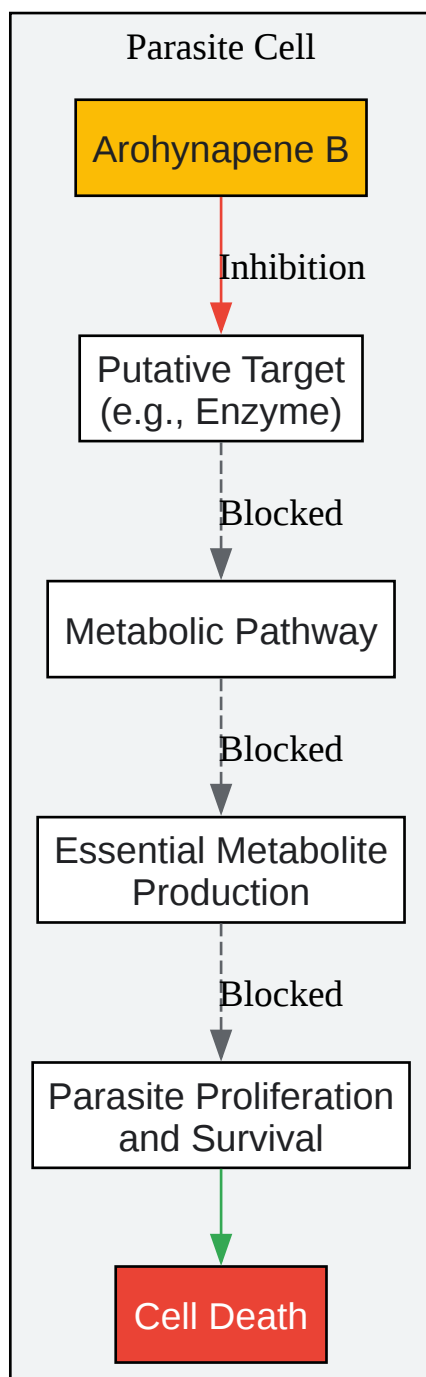 Parasite Cell
Arohynapene B
Inhibition
Putative Target
(e.g., Enzyme)
Blocked
Metabolic Pathway
Blocked
Essential Metabolite
Production
Blocked
Parasite Proliferation
and Survival
Cell Death